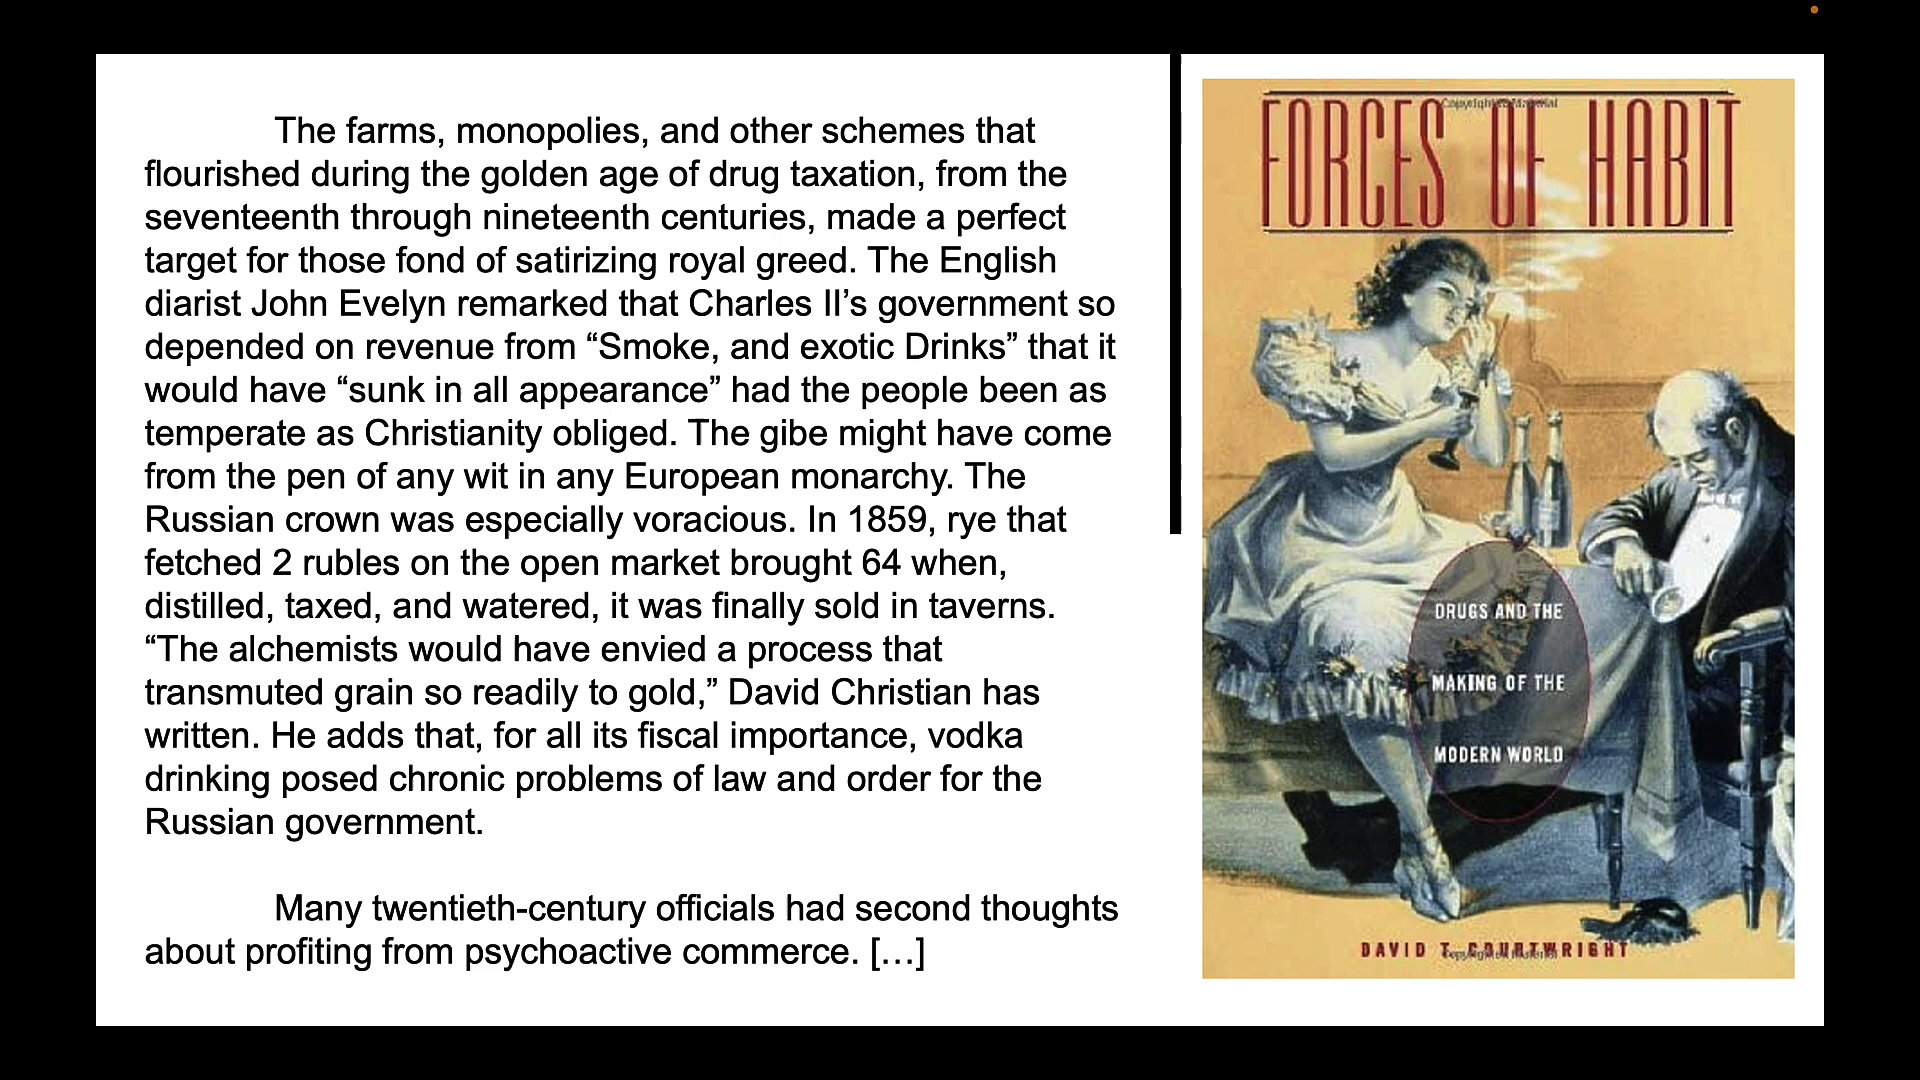 The farms, monopolies, and other schemes that
flourished during the golden age of drug taxation, from the
seventeenth through nineteenth centuries, made a perfect
target for those fond of satirizing royal greed. The English
diarist John Evelyn remarked that Charles II’s government so
depended on revenue from “Smoke, and exotic Drinks” that it
would have “sunk in all appearance” had the people been as
temperate as Christianity obliged. The gibe might have come
from the pen of any wit in any European monarchy. The
Russian crown was especially voracious. In 1859, rye that
fetched 2 rubles on the open market brought 64 when,
distilled, taxed, and watered, it was finally sold in taverns.
“The alchemists would have envied a process that
transmuted grain so readily to gold,” David Christian has
written. He adds that, for all its fiscal importance, vodka
drinking posed chronic problems of law and order for the
Russian government.
Many twentieth-century officials had second thoughts
about profiting from psychoactive commerce. […]
Copyrighted Material
FORCES OF HABIT
DRUGS AND THE
MAKING OF THE
MODERN WORLD
DAVID T. COURTWRIGHT
Copyrighted Material